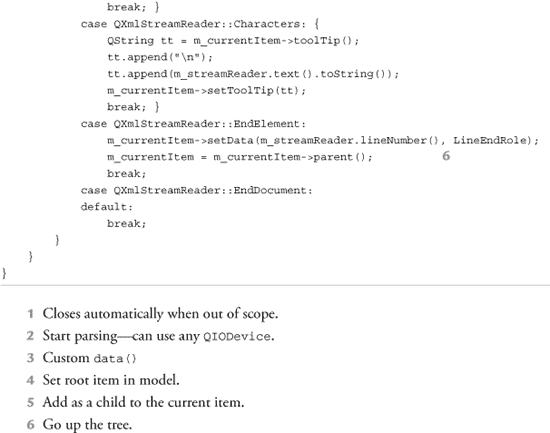 break; }
        case QXmlStreamReader::Characters: {
            QString tt = m_currentItem->toolTip();
            tt.append("\n");
            tt.append(m_streamReader.text().toString());
            m_currentItem->setToolTip(tt);
            break; }
        case QXmlStreamReader::EndElement:
            m_currentItem->setData(m_streamReader.lineNumber(), LineEndRole);
            m_currentItem = m_currentItem->parent(); 6
            break;
        case QXmlStreamReader::EndDocument:
        default:
            break;
        }
    }
}
1 Closes automatically when out of scope.
2 Start parsing—can use any QIODevice.
3 Custom data()
4 Set root item in model.
5 Add as a child to the current item.
6 Go up the tree.